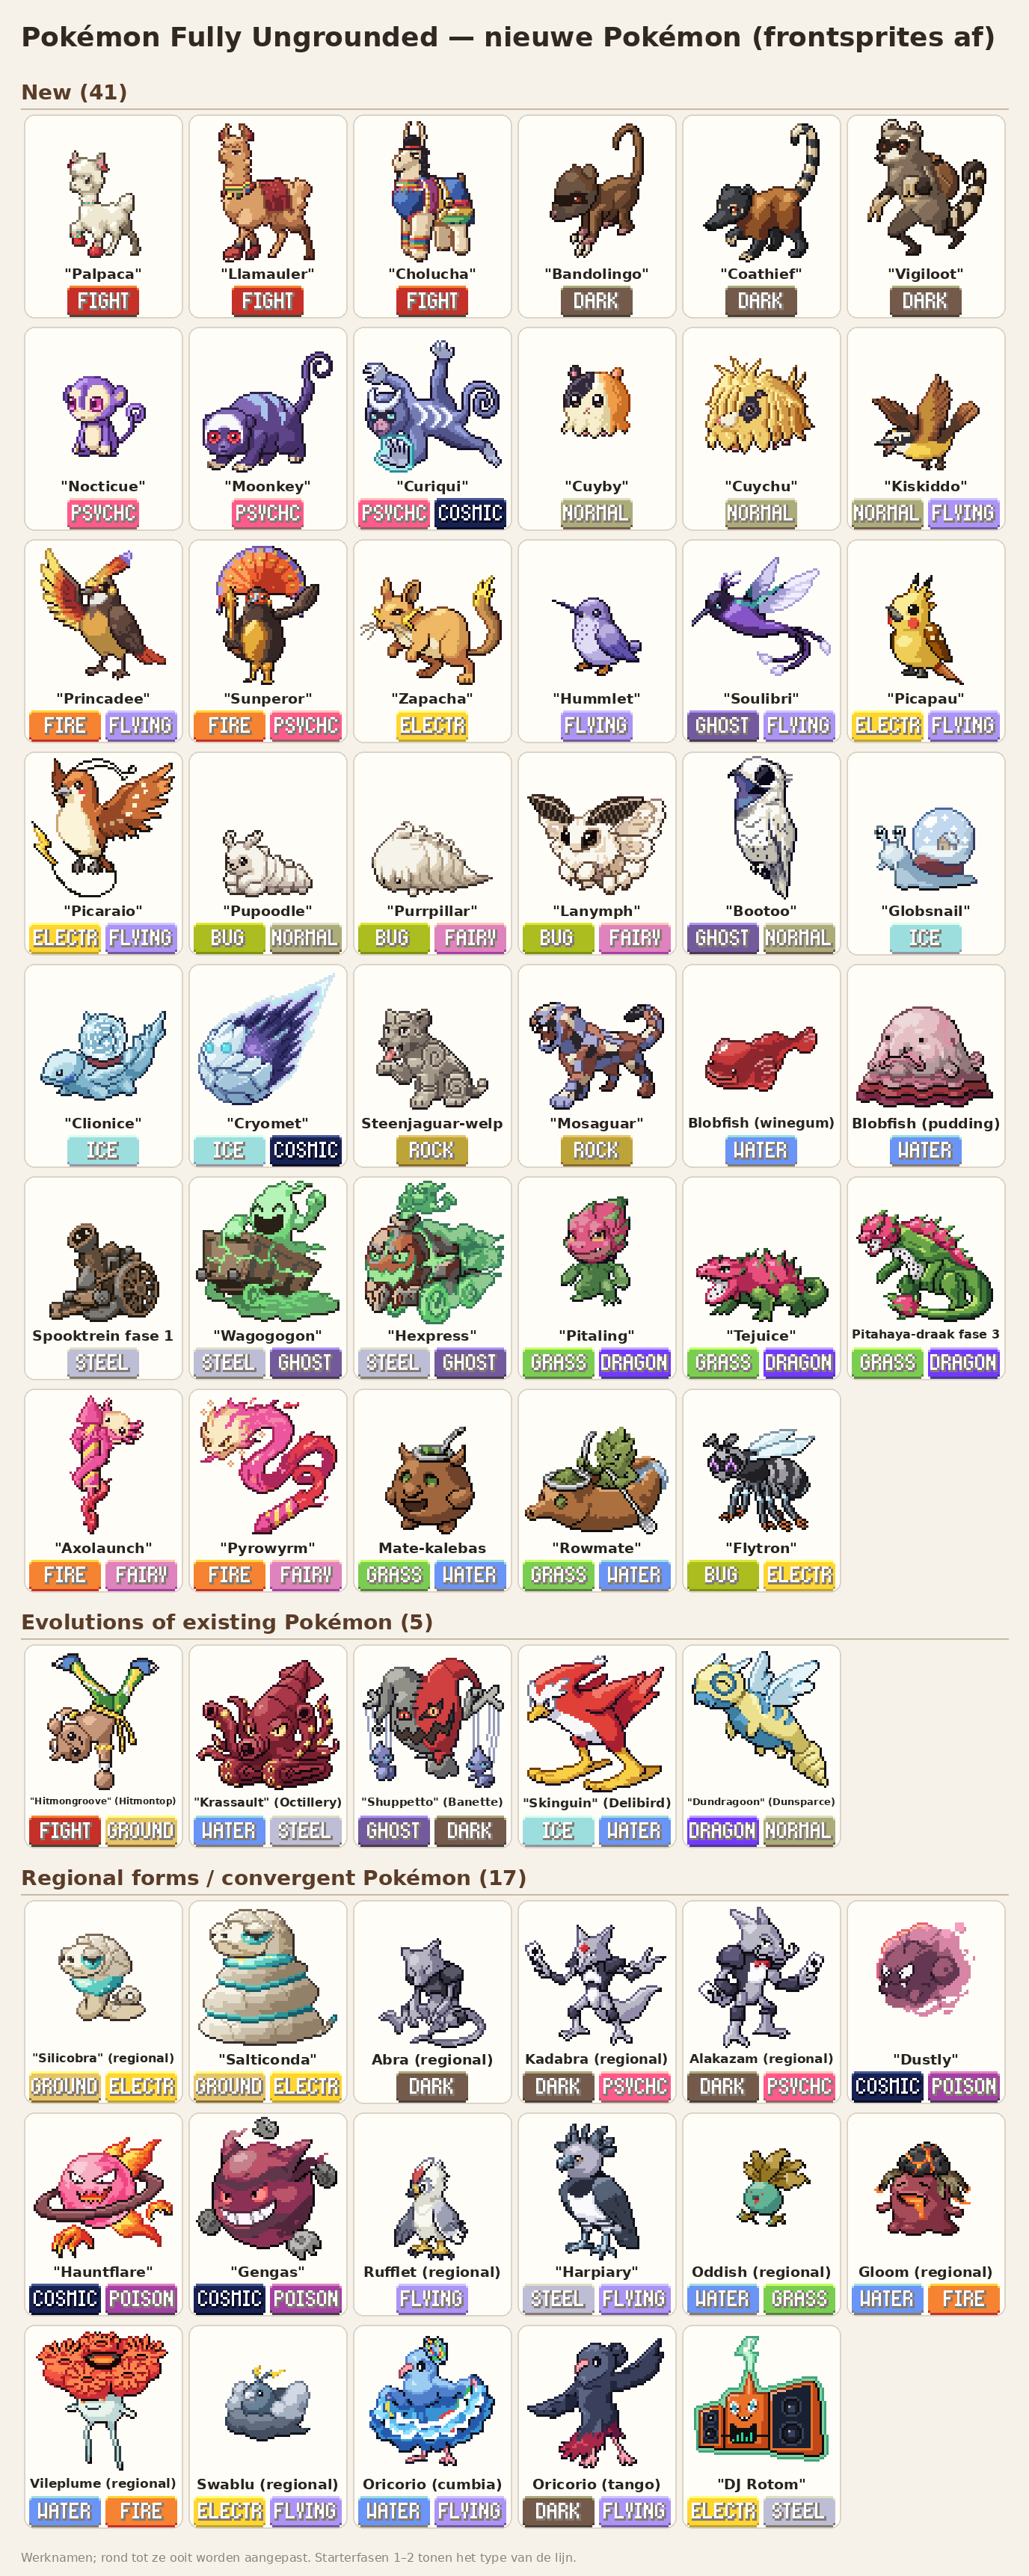 Pokémon Fully Ungrounded — nieuwe Pokémon (frontsprites af)
New (41)
"Palpaca" "Llamauler" "Cholucha" "Bandolingo" "Coathief" "Vigiloot"
FIGHT FIGHT FIGHT DARK DARK DARK
"Nocticue" "Moonkey" "Curiqui" "Cuyby" "Cuychu" "Kiskiddo"
PSYCHC PSYCHC PSYCHC COSMIC NORMAL NORMAL NORMAL FLYING
"Princadee" "Sunperor" "Zapacha" "Hummlet" "Soulibri" "Picapau"
FIRE FLYING FIRE PSYCHC ELECTR FLYING GHOST FLYING ELECTR FLYING
"Picaraio" "Pupoodle" "Purrpillar" "Lanymph" "Bootoo" "Globsnail"
ELECTR FLYING BUG NORMAL BUG FAIRY BUG FAIRY GHOST NORMAL ICE
"Clionice" "Cryomet" Steenjaguar-welp "Mosaguar" Blobfish (winegum) Blobfish (pudding)
ICE ICE COSMIC ROCK ROCK WATER WATER
Spooktrein fase 1 "Wagogogon" "Hexpress" "Pitaling" "Tejuice" Pitahaya-draak fase 3
STEEL STEEL GHOST STEEL GHOST GRASS DRAGON GRASS DRAGON GRASS DRAGON
"Axolaunch" "Pyrowyrm" Mate-kalebas "Rowmate" "Flytron"
FIRE FAIRY FIRE FAIRY GRASS WATER GRASS WATER BUG ELECTR
Evolutions of existing Pokémon (5)
"Hitmongroove" (Hitmontop) "Krassault" (Octillery) "Shuppetto" (Banette) "Skinguin" (Delibird) "Dundragoon" (Dunsparce)
FIGHT GROUND WATER STEEL GHOST DARK ICE WATER DRAGON NORMAL
Regional forms / convergent Pokémon (17)
"Silicobra" (regional) "Salticonda" Abra (regional) Kadabra (regional) Alakazam (regional) "Dustly"
GROUND ELECTR GROUND ELECTR DARK DARK PSYCHC DARK PSYCHC COSMIC POISON
"Hauntflare" "Gengas" Rufflet (regional) "Harpiary" Oddish (regional) Gloom (regional)
COSMIC POISON COSMIC POISON FLYING STEEL FLYING WATER GRASS WATER FIRE
Vileplume (regional) Swablu (regional) Oricorio (cumbia) Oricorio (tango) "DJ Rotom"
WATER FIRE ELECTR FLYING WATER FLYING DARK FLYING ELECTR STEEL
Werknamen; rond tot ze ooit worden aangepast. Starterfasen 1–2 tonen het type van de lijn.